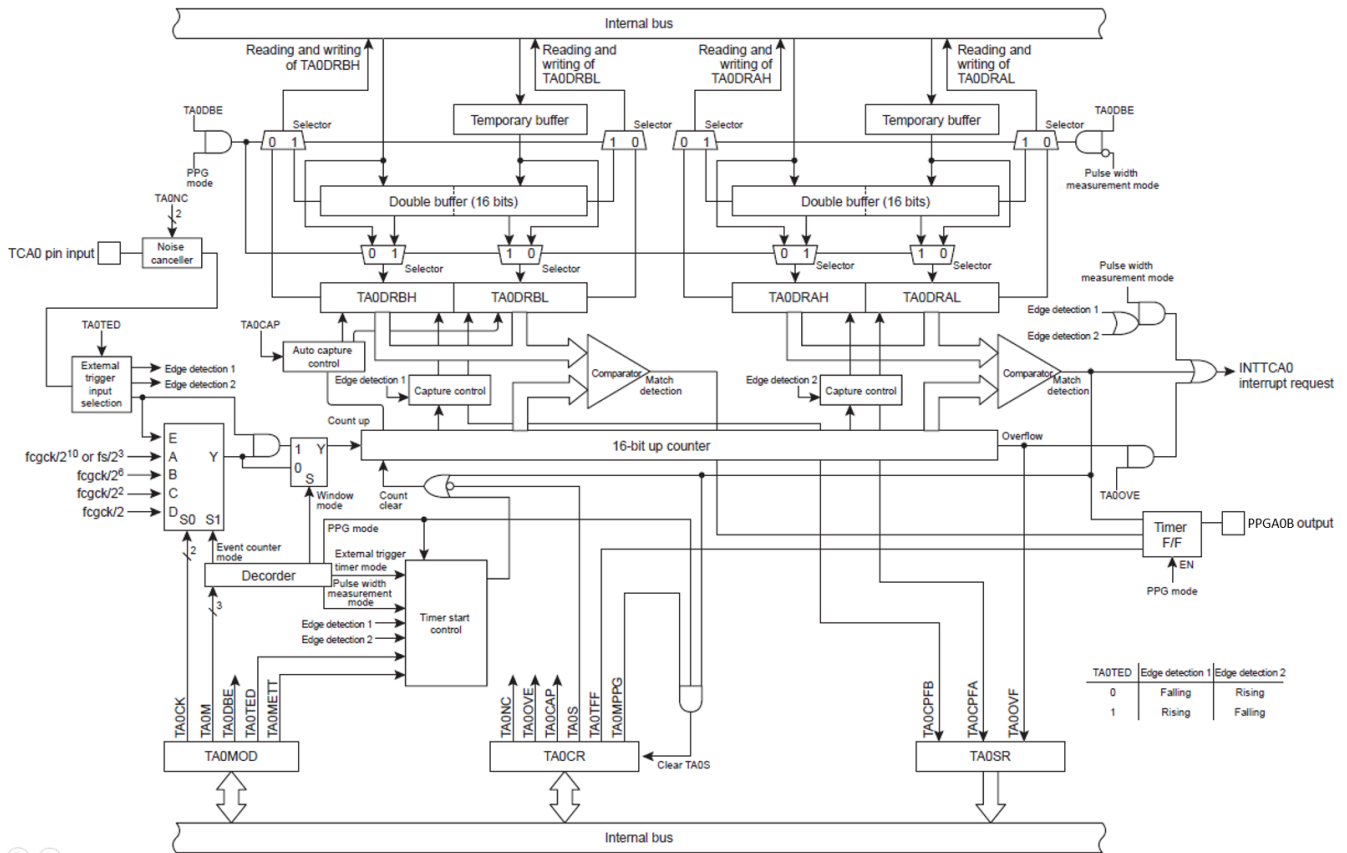 Internal bus
Reading and
writing
of TA0DRBH
Reading and
writing of
TA0DRBL
Reading and
writing of
TA0DRAH
Reading and
writing
of TA0DRAL
TA0DBE
Selector
Temporary buffer
Selector
Selector
Temporary buffer
Selector
TA0DBE
0 1
1 0
0 1
1 0
PPG
mode
Pulse width
measurement mode
TA0NC
2
Double buffer (16 bits)
Double buffer (16 bits)
TCA0 pin input
Noise
canceller
0 1
1 0
0 1
1 0
Selector
Selector
Selector
Selector
Pulse width
measurement
mode
TA0DRBH
TA0DRBL
TA0DRAH
TA0DRAL
Edge detection 1
Edge detection 2
TA0TED
TA0CAP
Auto capture
control
External
trigger
input
selection
Edge detection 1
Edge detection 2
Edge detection 1
Capture control
Comparator
Match
detection
Edge detection 2
Capture control
Comparator
Match
detection
INTTCA0
interrupt request
Count up
16-bit up counter
Overflow
TA0OVE
E
fcgck/2¹⁰ or fs/2³
A
Y
fcgck/2⁶
B
fcgck/2²
C
fcgck/2
D
S0 S1
1 Y
0
S
Window
mode
Count
clear
2
Event counter
mode
Decorder
3
PPG mode
External trigger
timer mode
Pulse width
measurement
mode
Edge detection 1
Edge detection 2
Timer start
control
Timer
F/F
PPGA0B output
EN
PPG mode
TA0CK
TA0M
TA0DBE
TA0TED
TA0METT
TA0NC
TA0OVE
TA0CAP
TA0S
TA0TFF
TA0MPPG
TA0CPFB
TA0CPFA
TA0OVF
TA0TED Edge detection 1 Edge detection 2
0 Falling Rising
1 Rising Falling
TA0MOD
TA0CR
Clear TA0S
TA0SR
Internal bus